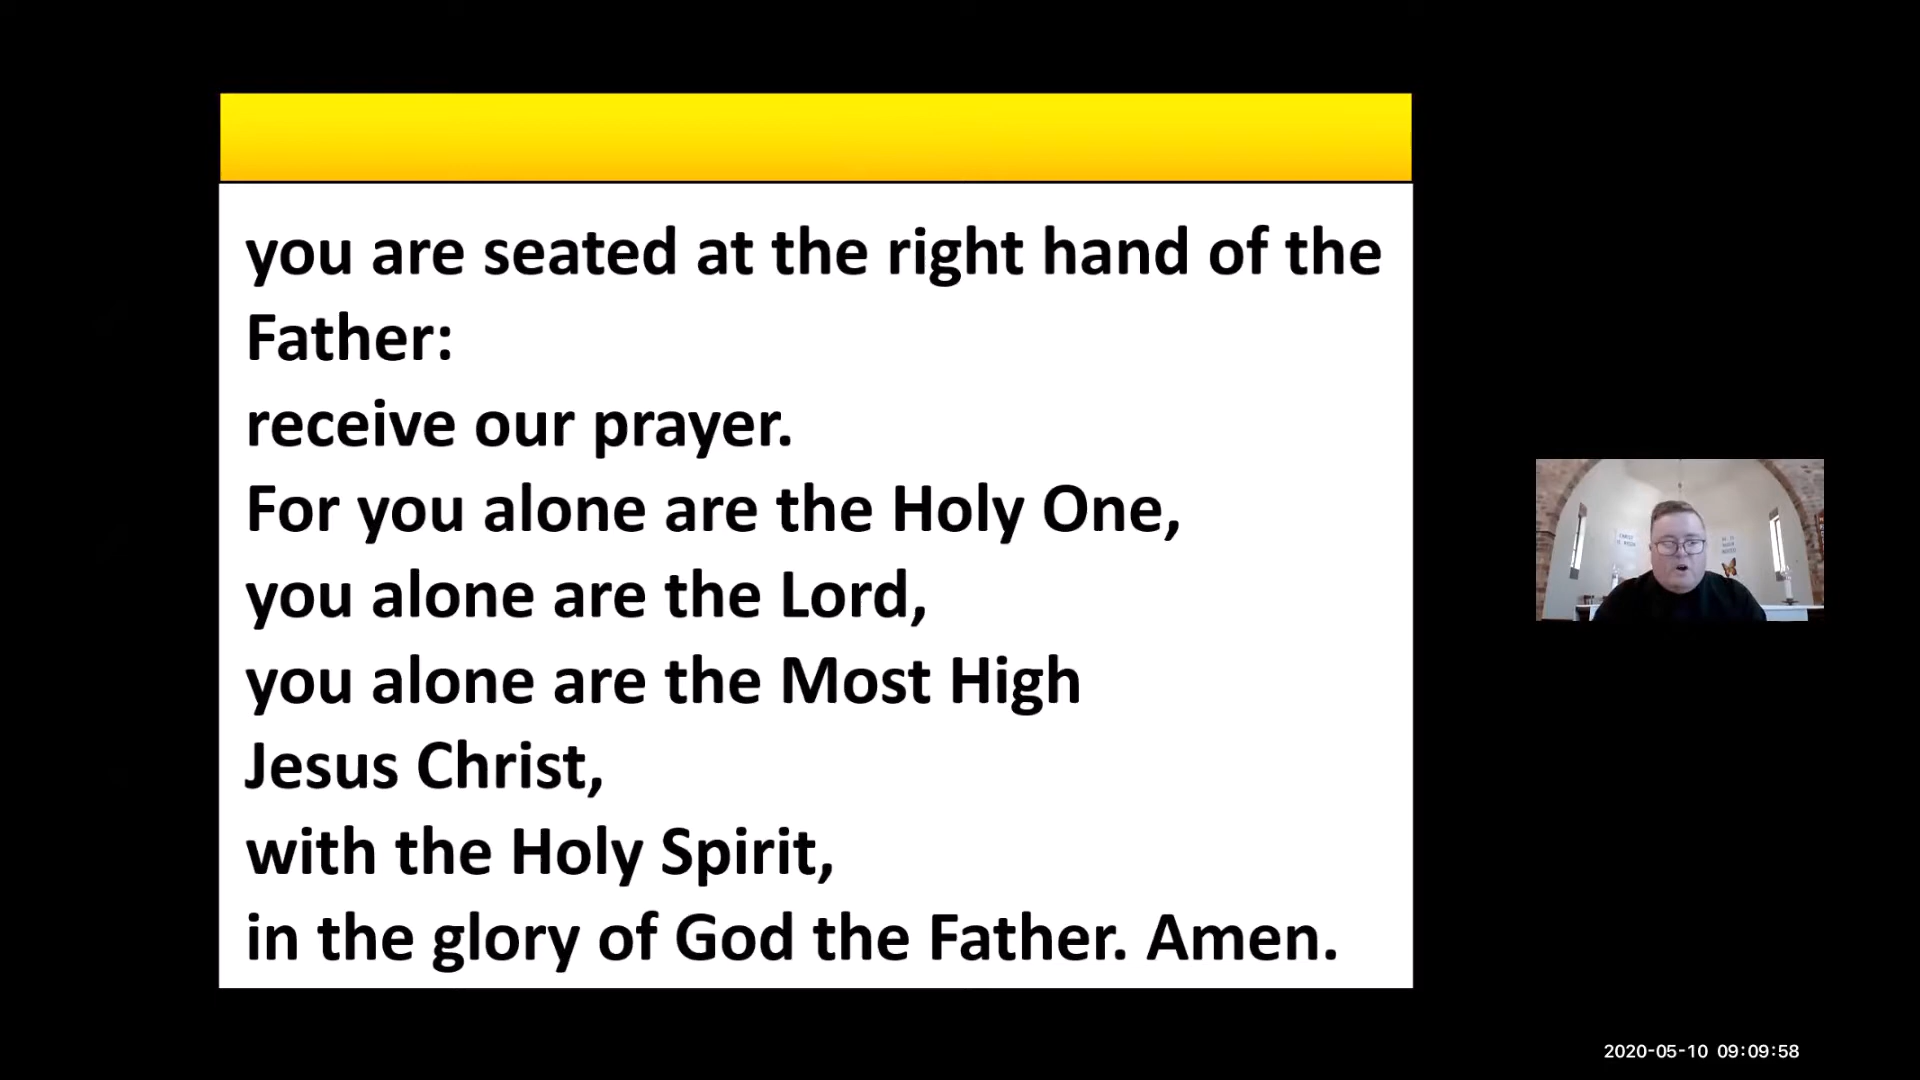 you are seated at the right hand of the
Father:
receive our prayer.
For you alone are the Holy One,
you alone are the Lord,
you alone are the Most High
Jesus Christ,
with the Holy Spirit,
in the glory of God the Father. Amen.
2020-05-10 09:09:58